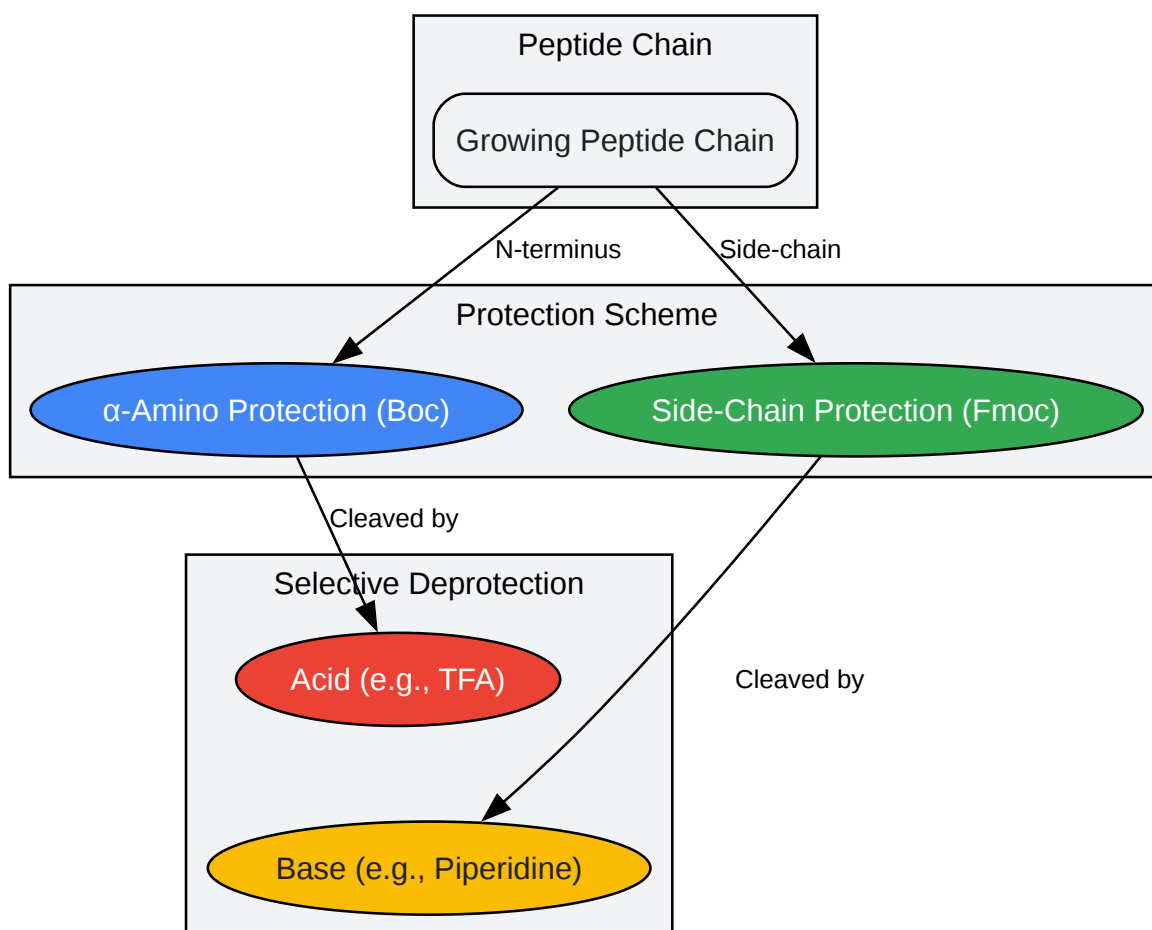 Peptide Chain
Growing Peptide Chain
N-terminus
Side-chain
Protection Scheme
α-Amino Protection (Boc)
Side-Chain Protection (Fmoc)
Cleaved by
Selective Deprotection
Acid (e.g., TFA)
Cleaved by
Base (e.g., Piperidine)